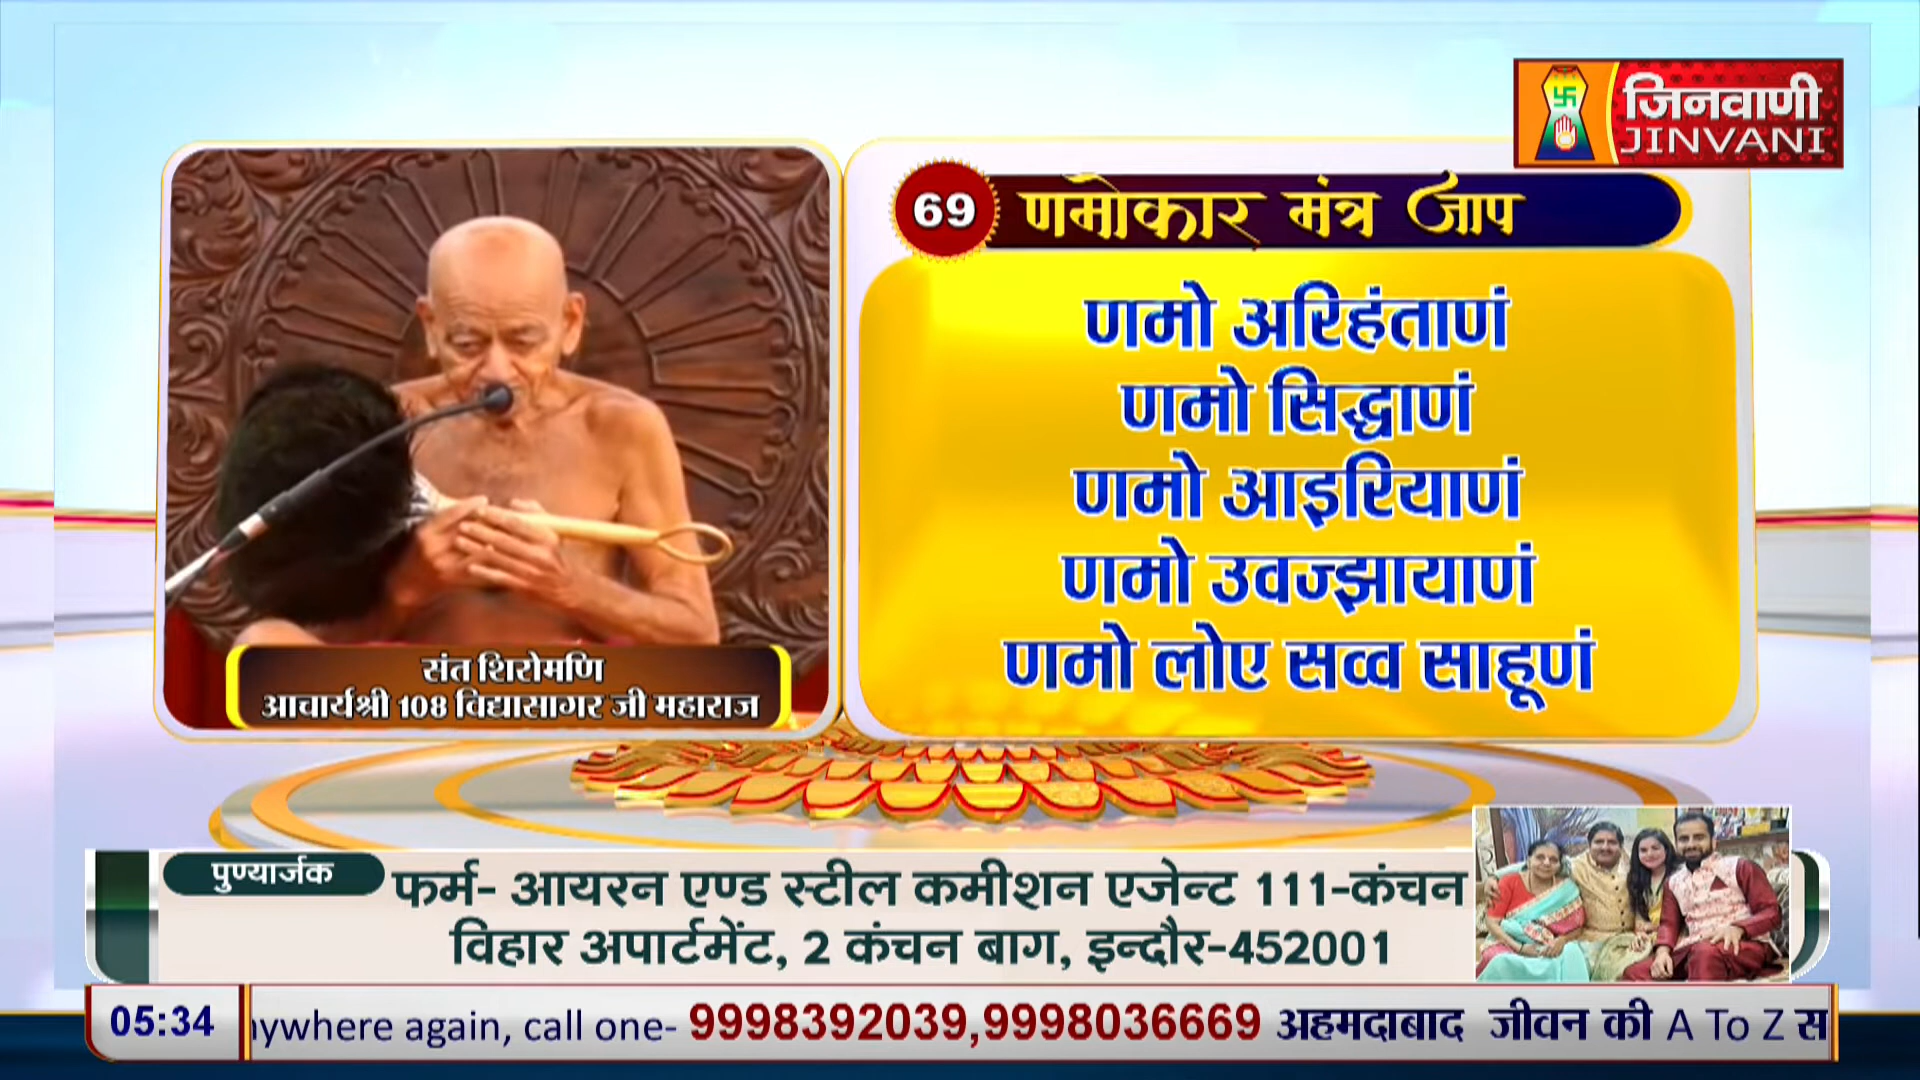 जिनवाणी
JINVANI
69 णमोकार मंत्र जाप
णमो अरिहंताणं
णमो सिद्धाणं
णमो आइरियाणं
णमो उवज्झायाणं
णमो लोए सव्व साहूणं
संत शिरोमणि
आचार्यश्री 108 विद्यासागर जी महाराज
पुण्यार्जक
फर्म- आयरन एण्ड स्टील कमीशन एजेन्ट 111-कंचन
विहार अपार्टमेंट, 2 कंचन बाग, इन्दौर-452001
05:34 nywhere again, call one- 9998392039,9998036669 अहमदाबाद जीवन की A To Z स